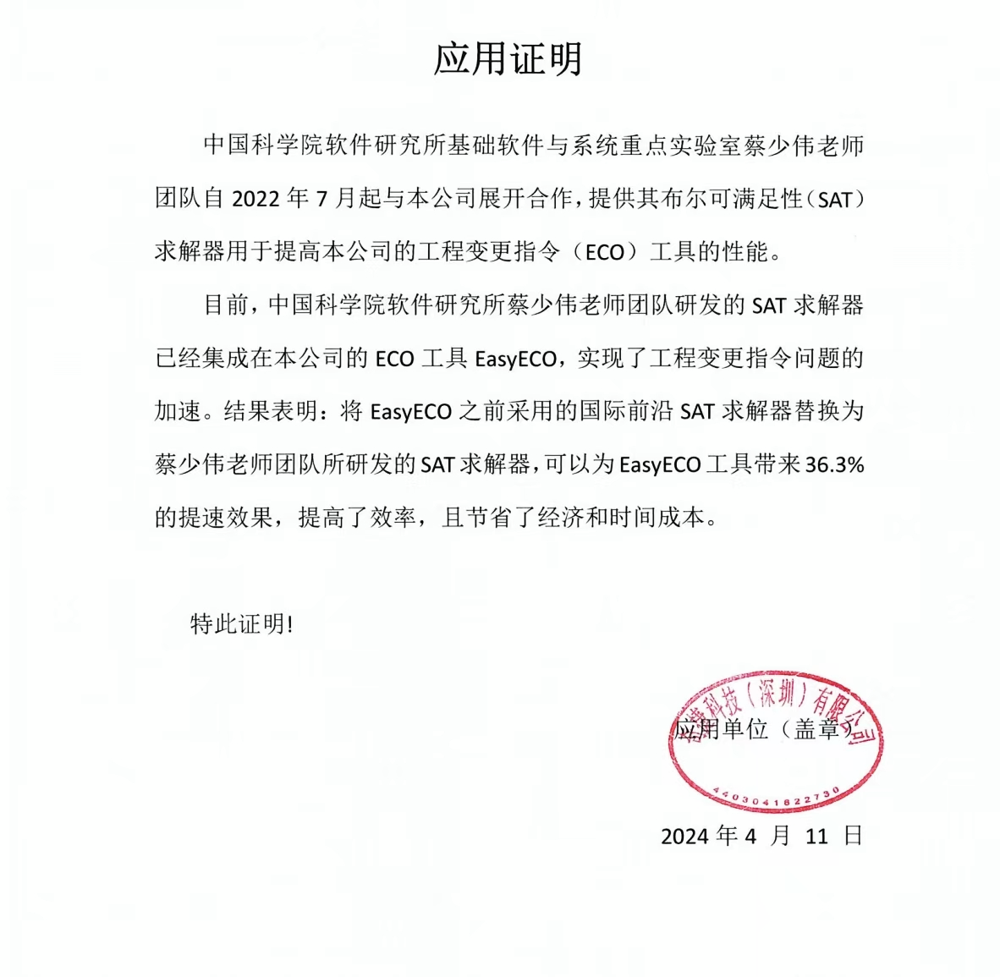 应用证明
中国科学院软件研究所基础软件与系统重点实验室蔡少伟老师
团队自 2022 年 7 月起与本公司展开合作，提供其布尔可满足性（SAT）
求解器用于提高本公司的工程变更指令（ECO）工具的性能。
目前，中国科学院软件研究所蔡少伟老师团队研发的 SAT 求解器
已经集成在本公司的 ECO 工具 EasyECO，实现了工程变更指令问题的
加速。结果表明：将 EasyECO 之前采用的国际前沿 SAT 求解器替换为
蔡少伟老师团队所研发的 SAT 求解器，可以为 EasyECO 工具带来 36.3%
的提速效果，提高了效率，且节省了经济和时间成本。
特此证明!
科技（深圳）有限公司
应用单位（盖章）
4403041822730
2024 年 4 月 11 日